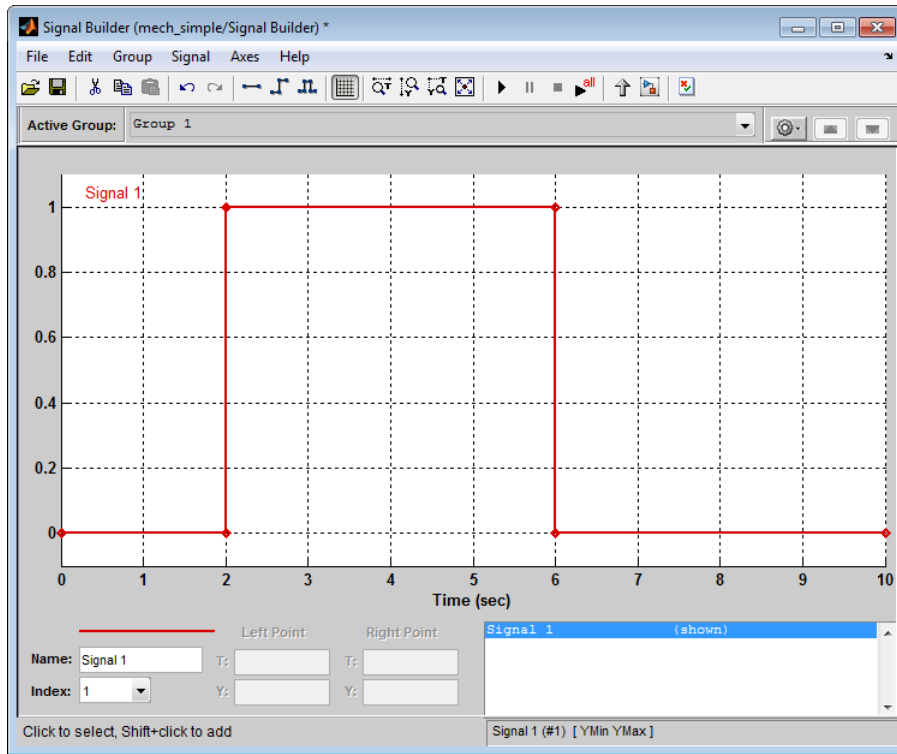 Signal Builder (mech_simple/Signal Builder) *
File Edit Group Signal Axes Help
all
Active Group: Group 1
Signal 1
1
0.8
0.6
0.4
0.2
0
0 1 2 3 4 5 6 7 8 9 10
Time (sec)
Left Point Right Point
Name: Signal 1 T: T:
Index: 1 Y: Y:
Signal 1 (shown)
Click to select, Shift+click to add
Signal 1 (#1) [ YMin YMax ]